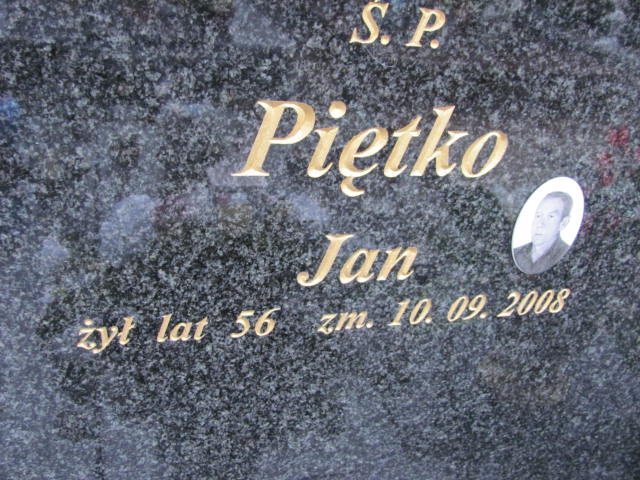 Ś. P.
Piętko
Jan
żył lat 56 zm. 10. 09. 2008